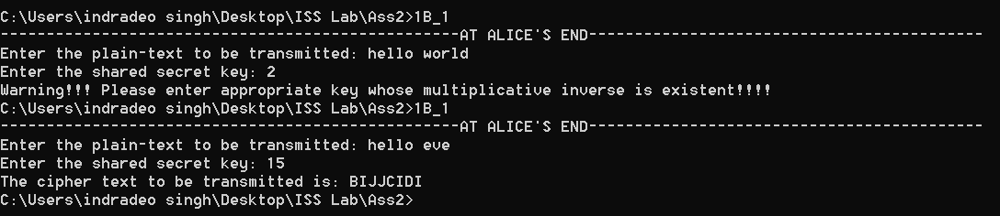 C:\Users\indradeo singh\Desktop\ISS Lab\Ass2>1B_1
--------------------------------------------------AT ALICE'S END-------------------------------------------
Enter the plain-text to be transmitted: hello world
Enter the shared secret key: 2
Warning!!! Please enter appropriate key whose multiplicative inverse is existent!!!!
C:\Users\indradeo singh\Desktop\ISS Lab\Ass2>1B_1
--------------------------------------------------AT ALICE'S END-------------------------------------------
Enter the plain-text to be transmitted: hello eve
Enter the shared secret key: 15
The cipher text to be transmitted is: BIJJCIDI
C:\Users\indradeo singh\Desktop\ISS Lab\Ass2>